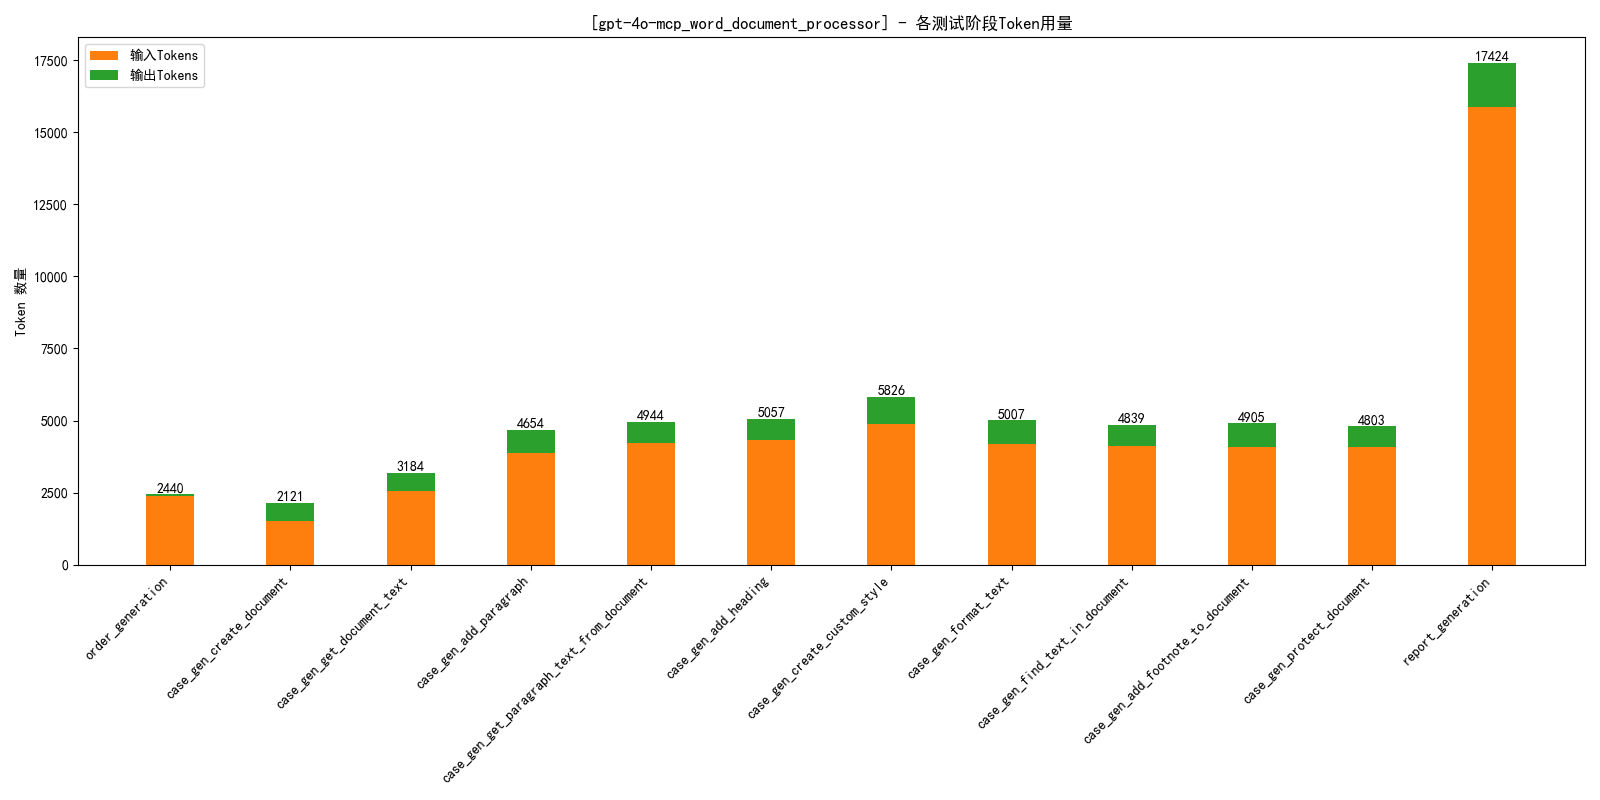 [gpt-4o-mcp_word_document_processor] - 各测试阶段Token用量
输入Tokens
输出Tokens
Token 数量
17500
15000
12500
10000
7500
5000
2500
0
2440
2121
3184
4654
4944
5057
5826
5007
4839
4905
4803
17424
order_generation
case_gen_create_document
case_gen_get_document_text
case_gen_add_paragraph
case_gen_get_paragraph_text_from_document
case_gen_add_heading
case_gen_create_custom_style
case_gen_format_text
case_gen_find_text_in_document
case_gen_add_footnote_to_document
case_gen_protect_document
report_generation